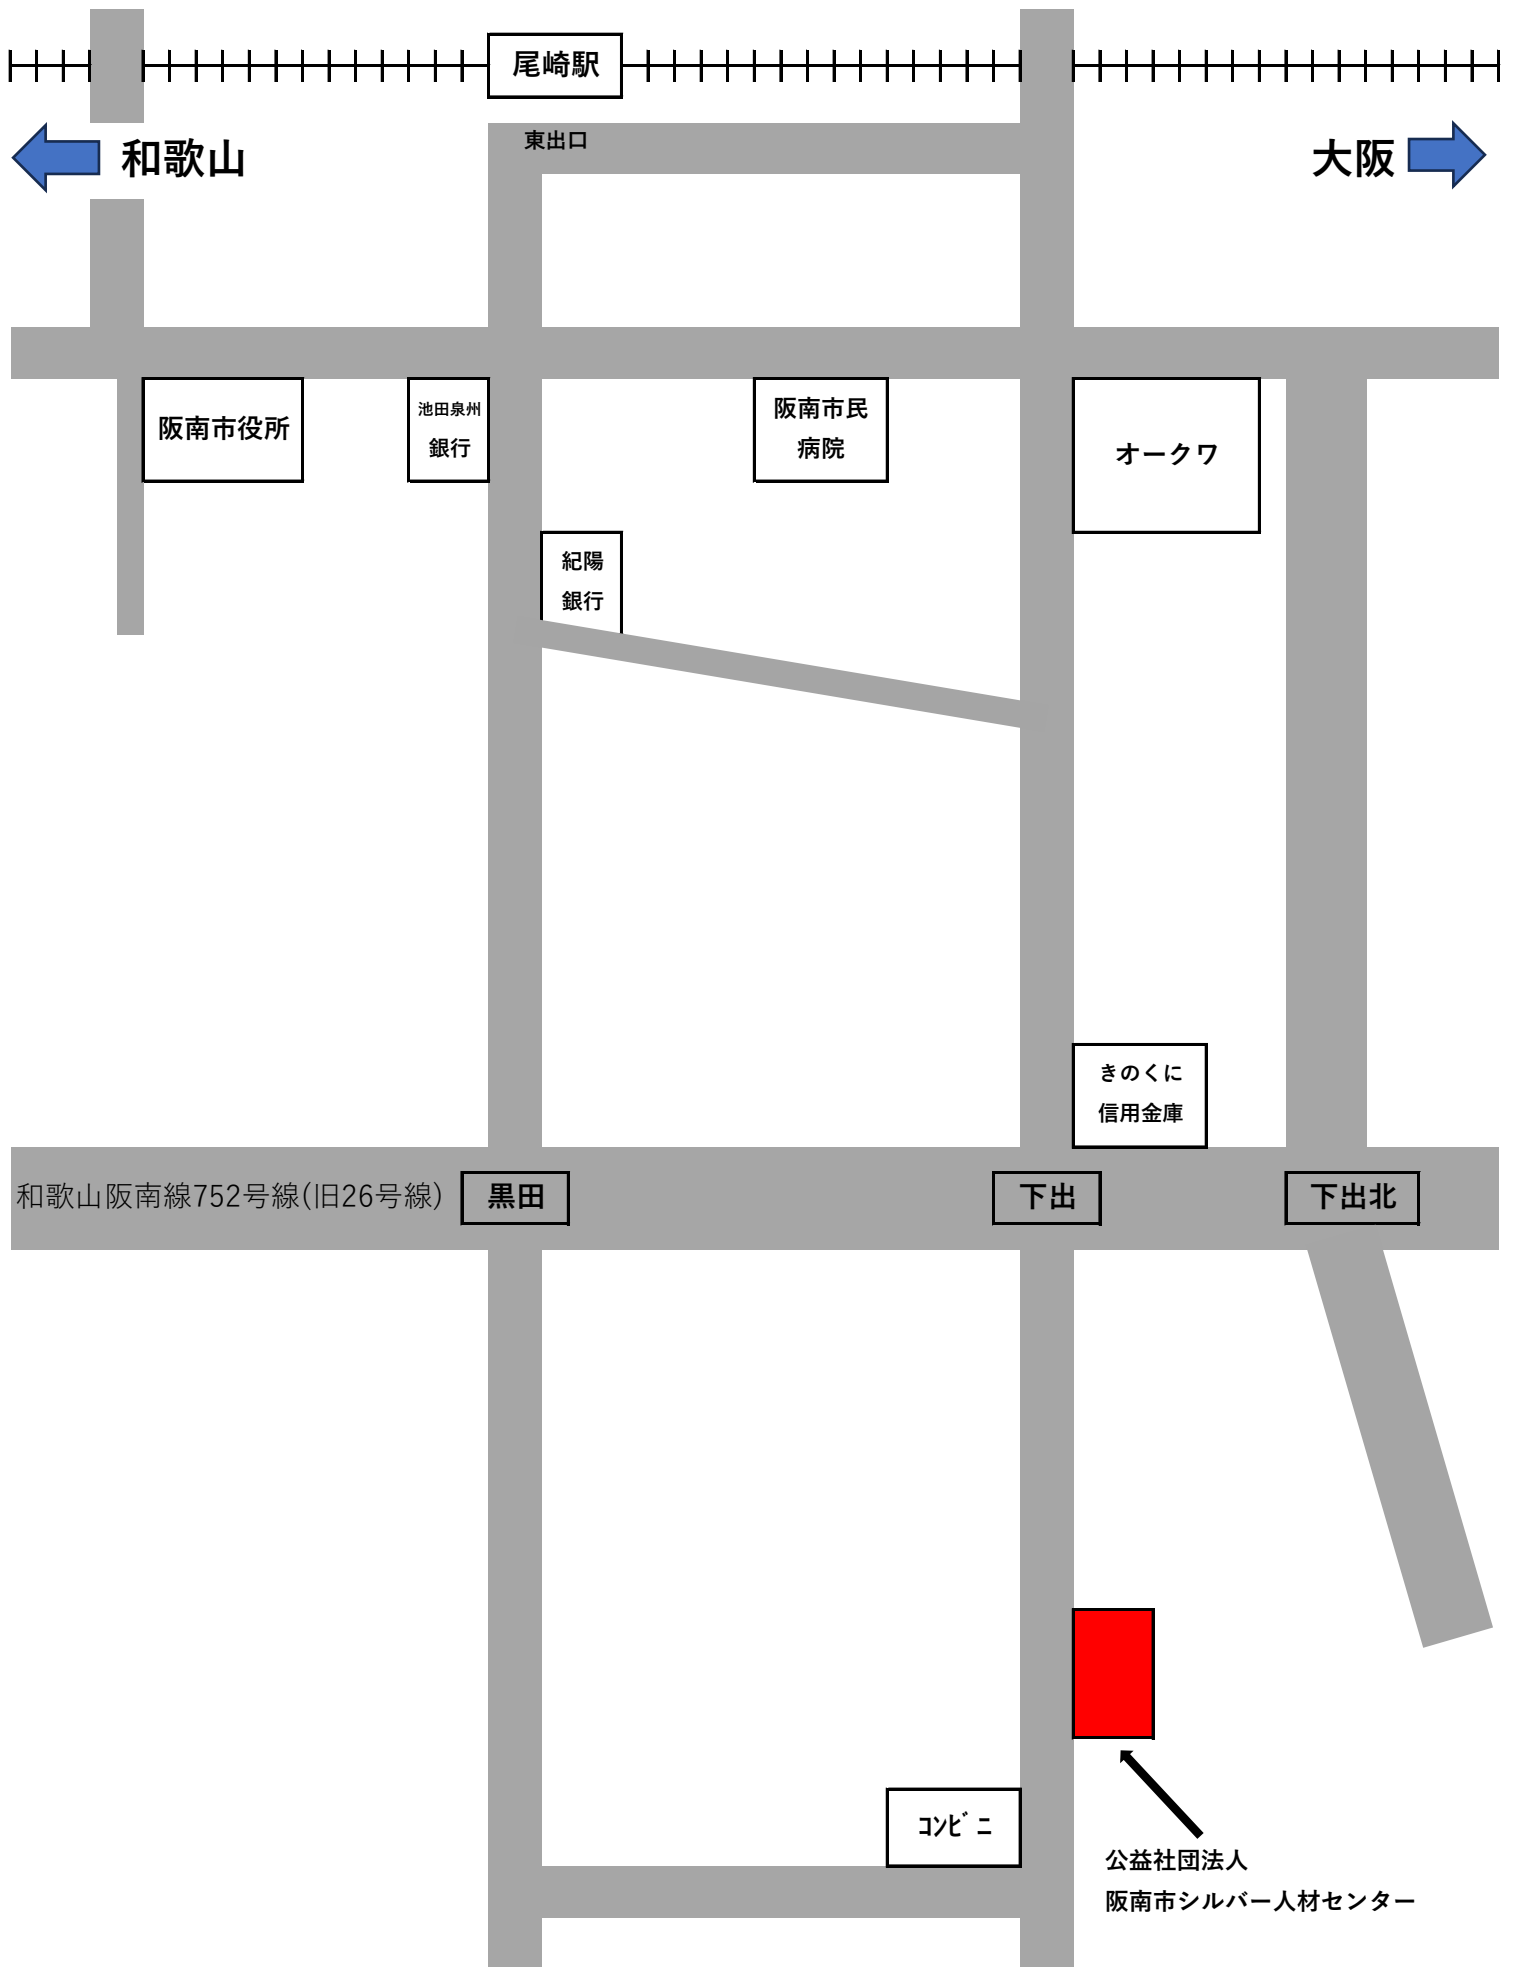 尾崎駅
東出口
和歌山
大阪
阪南市役所
池田泉州
銀行
阪南市民
病院
オークワ
紀陽
銀行
きのくに
信用金庫
和歌山阪南線752号線(旧26号線)
黒田
下出
下出北
ｺﾝﾋﾞﾆ
公益社団法人
阪南市シルバー人材センター